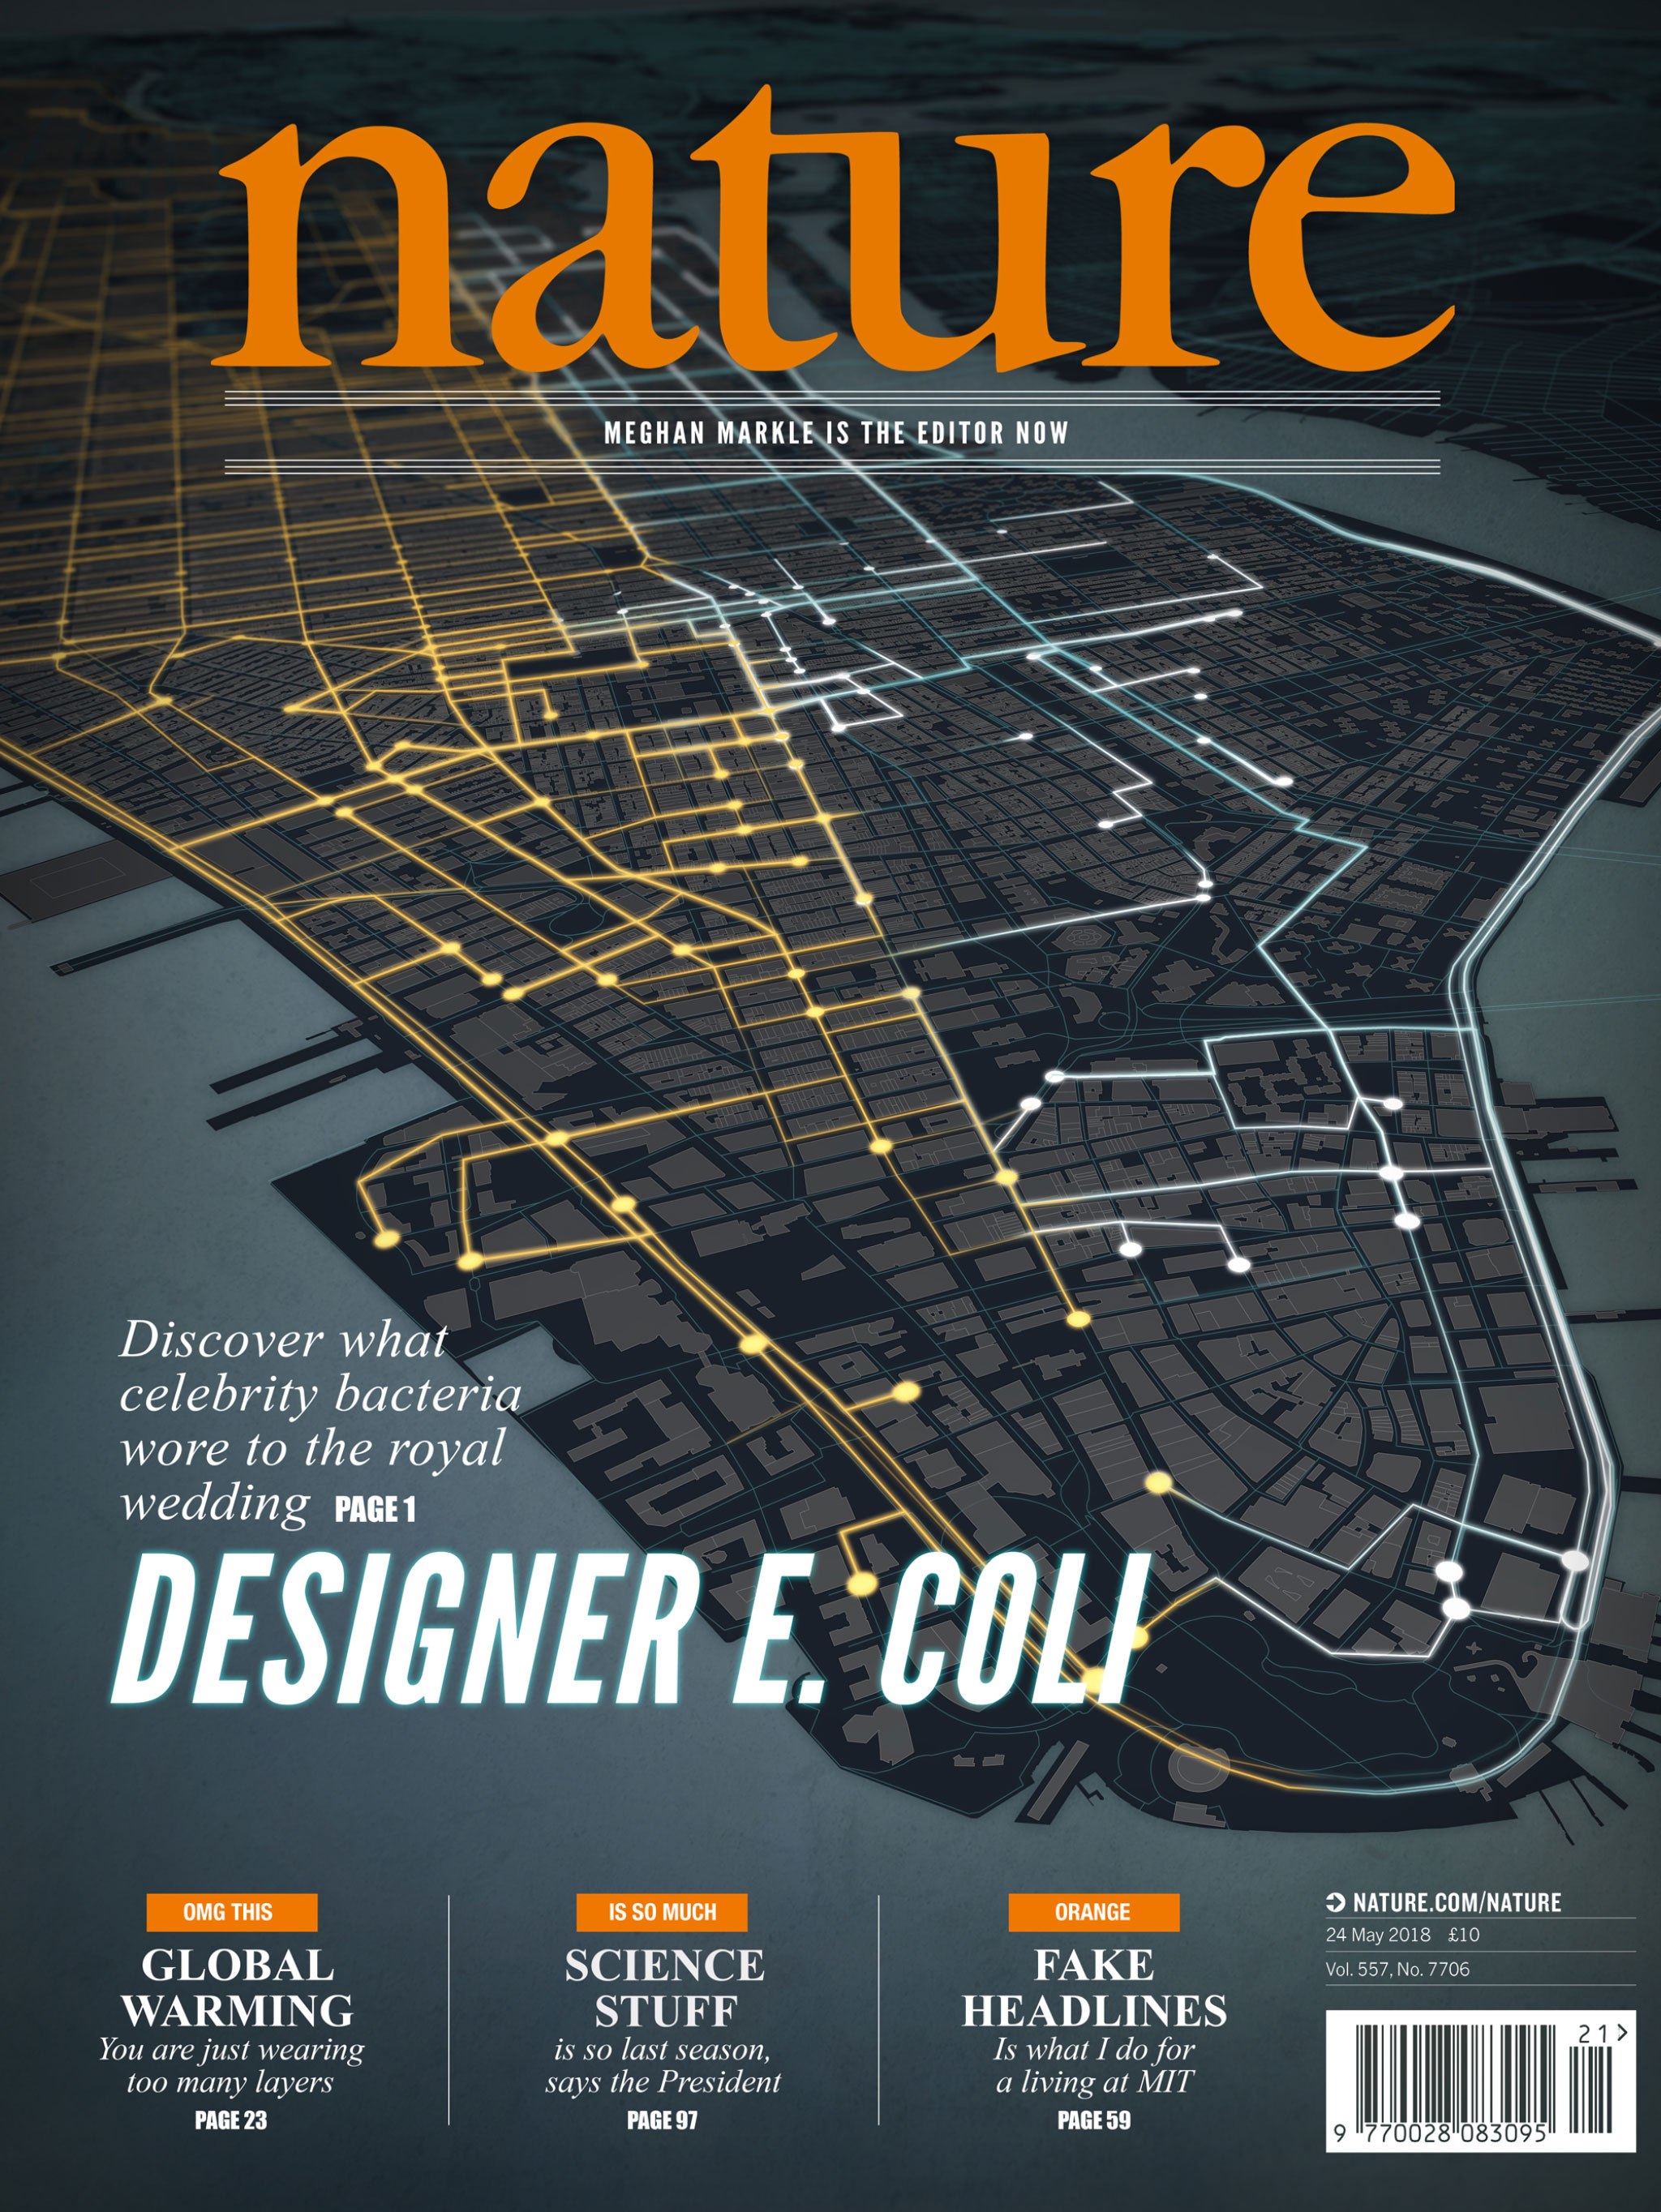 nature
MEGHAN MARKLE IS THE EDITOR NOW
Discover what
celebrity bacteria
wore to the royal
wedding PAGE 1
DESIGNER E. COLI
OMG THIS
GLOBAL
WARMING
You are just wearing
too many layers
PAGE 23
IS SO MUCH
SCIENCE
STUFF
is so last season,
says the President
PAGE 97
ORANGE
FAKE
HEADLINES
Is what I do for
a living at MIT
PAGE 59
NATURE.COM/NATURE
24 May 2018 £10
Vol. 557, No. 7706
21>
9 770028 083095